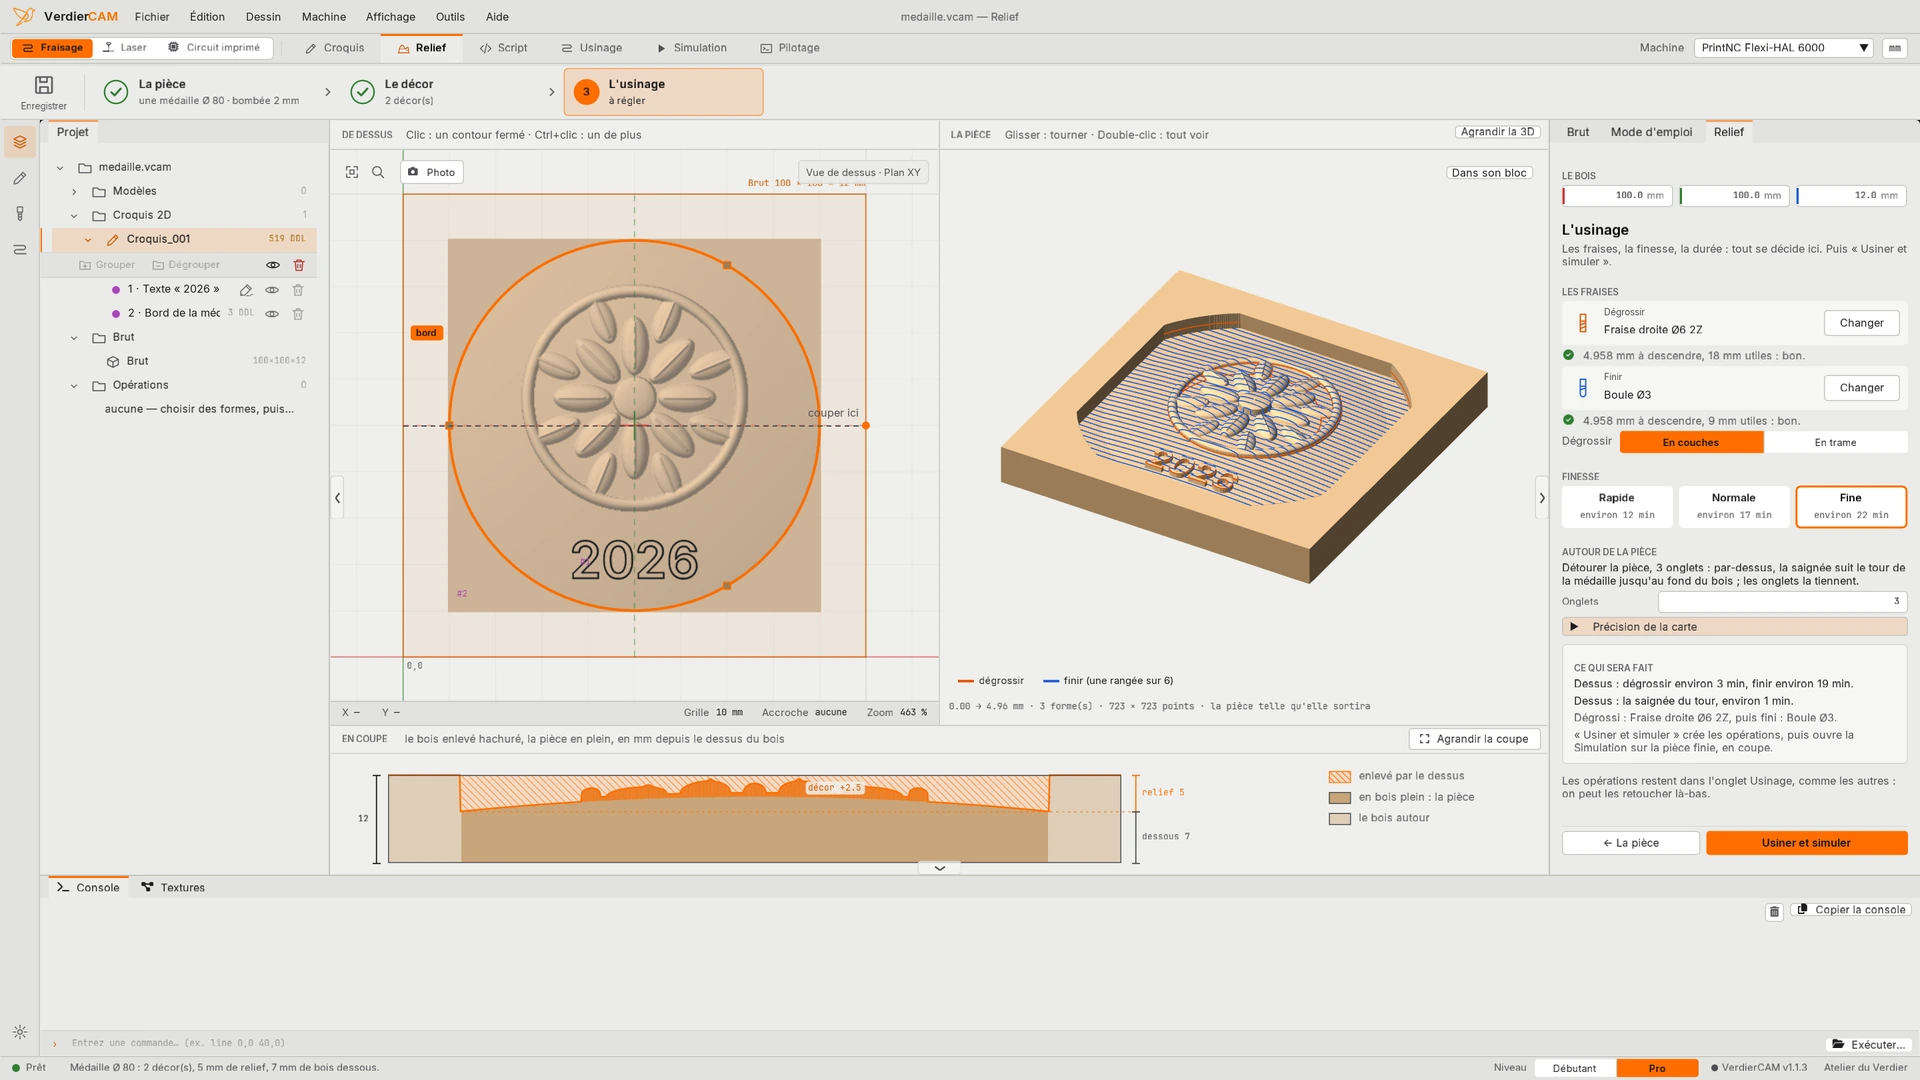 VerdierCAM Fichier Édition Dessin Machine Affichage Outils Aide medaille.vcam — Relief
Fraisage Laser Circuit imprimé Croquis Relief Script Usinage Simulation Pilotage Machine PrintNC Flexi-HAL 6000 mm
Enregistrer
La pièce
une médaille Ø 80 · bombée 2 mm
Le décor
2 décor(s)
3
L'usinage
à régler
Projet
medaille.vcam
Modèles 0
Croquis 2D 1
Croquis_001 519 DDL
Grouper Dégrouper
1 · Texte « 2026 »
2 · Bord de la méc 3 DDL
Brut
Brut 100×100×12
Opérations 0
aucune — choisir des formes, puis...
DE DESSUS Clic : un contour fermé · Ctrl+clic : un de plus
Photo
Vue de dessus · Plan XY
Brut 100 ×
bord
couper ici
2026
#2
0,0
X — Y — Grille 10 mm Accroche aucune Zoom 463 %
LA PIÈCE Glisser : tourner · Double-clic : tout voir Agrandir la 3D
Dans son bloc
2026
dégrossir finir (une rangée sur 6)
0.00 → 4.96 mm · 3 forme(s) · 723 × 723 points · la pièce telle qu'elle sortira
EN COUPE le bois enlevé hachuré, la pièce en plein, en mm depuis le dessus du bois Agrandir la coupe
12
décor +2.5
relief 5
dessous 7
enlevé par le dessus
en bois plein : la pièce
le bois autour
Brut Mode d'emploi Relief
LE BOIS
100.0 mm 100.0 mm 12.0 mm
L'usinage
Les fraises, la finesse, la durée : tout se décide ici. Puis « Usiner et
simuler ».
LES FRAISES
Dégrossir
Fraise droite Ø6 2Z
Changer
4.958 mm à descendre, 18 mm utiles : bon.
Finir
Boule Ø3
Changer
4.958 mm à descendre, 9 mm utiles : bon.
Dégrossir En couches En trame
FINESSE
Rapide Normale Fine
environ 12 min environ 17 min environ 22 min
AUTOUR DE LA PIÈCE
Détourer la pièce, 3 onglets : par-dessus, la saignée suit le tour de
la médaille jusqu'au fond du bois ; les onglets la tiennent.
Onglets 3
Précision de la carte
CE QUI SERA FAIT
Dessus : dégrossir environ 3 min, finir environ 19 min.
Dessus : la saignée du tour, environ 1 min.
Dégrossi : Fraise droite Ø6 2Z, puis fini : Boule Ø3.
« Usiner et simuler » crée les opérations, puis ouvre la
Simulation sur la pièce finie, en coupe.
Les opérations restent dans l'onglet Usinage, comme les autres :
on peut les retoucher là-bas.
← La pièce Usiner et simuler
Console Textures
Copier la console
Entrez une commande… (ex. line 0,0 40,0)
Exécuter...
Prêt Médaille Ø 80 : 2 décor(s), 5 mm de relief, 7 mm de bois dessous. Niveau Débutant Pro VerdierCAM v1.1.3 Atelier du Verdier